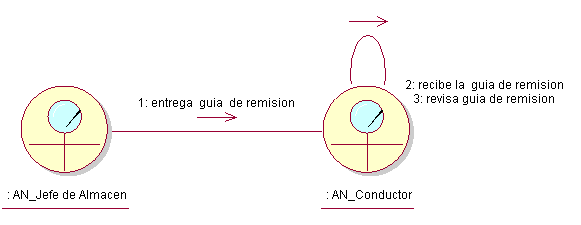 1: entrega guia de remision
2: recibe la guia de remision
3: revisa guia de remision
: AN_Jefe de Almacen
: AN_Conductor